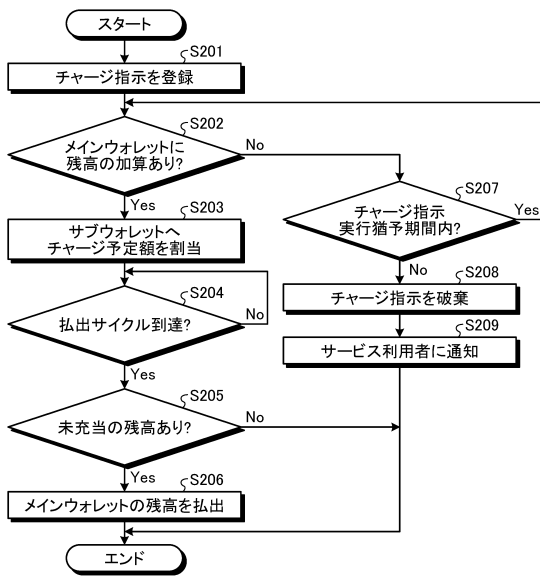 スタート
S201
チャージ指示を登録
S202
メインウォレットに
残高の加算あり?
No
Yes
S203
サブウォレットへ
チャージ予定額を割当
S204
払出サイクル到達?
No
Yes
S205
未充当の残高あり?
No
Yes
S206
メインウォレットの残高を払出
エンド
S207
チャージ指示
実行猶予期間内?
Yes
No
S208
チャージ指示を破棄
S209
サービス利用者に通知